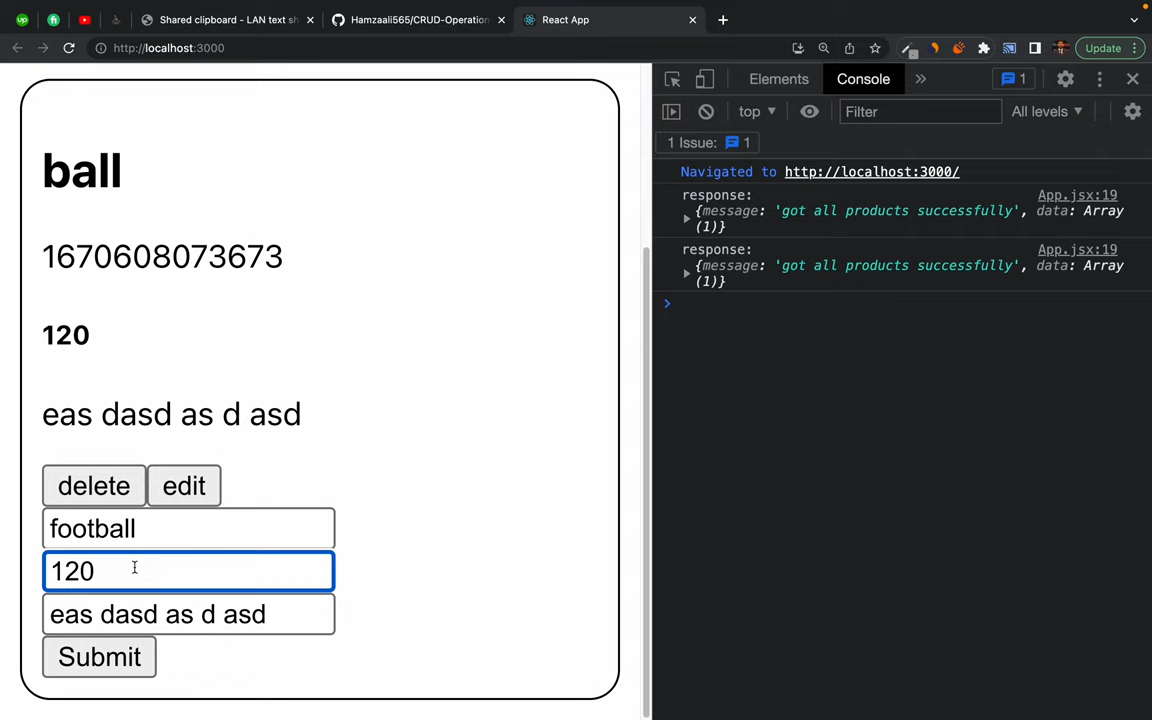 Shared clipboard - LAN text sh
Hamzaali565/CRUD-Operation
React App
http://localhost:3000
Update
ball
1670608073673
120
eas dasd as d asd
delete edit
football
120
eas dasd as d asd
Submit
Elements Console
1
top
Filter
All levels
1 Issue: 1
Navigated to http://localhost:3000/
response: App.jsx:19
{message: 'got all products successfully', data: Array
(1)}
response: App.jsx:19
{message: 'got all products successfully', data: Array
(1)}